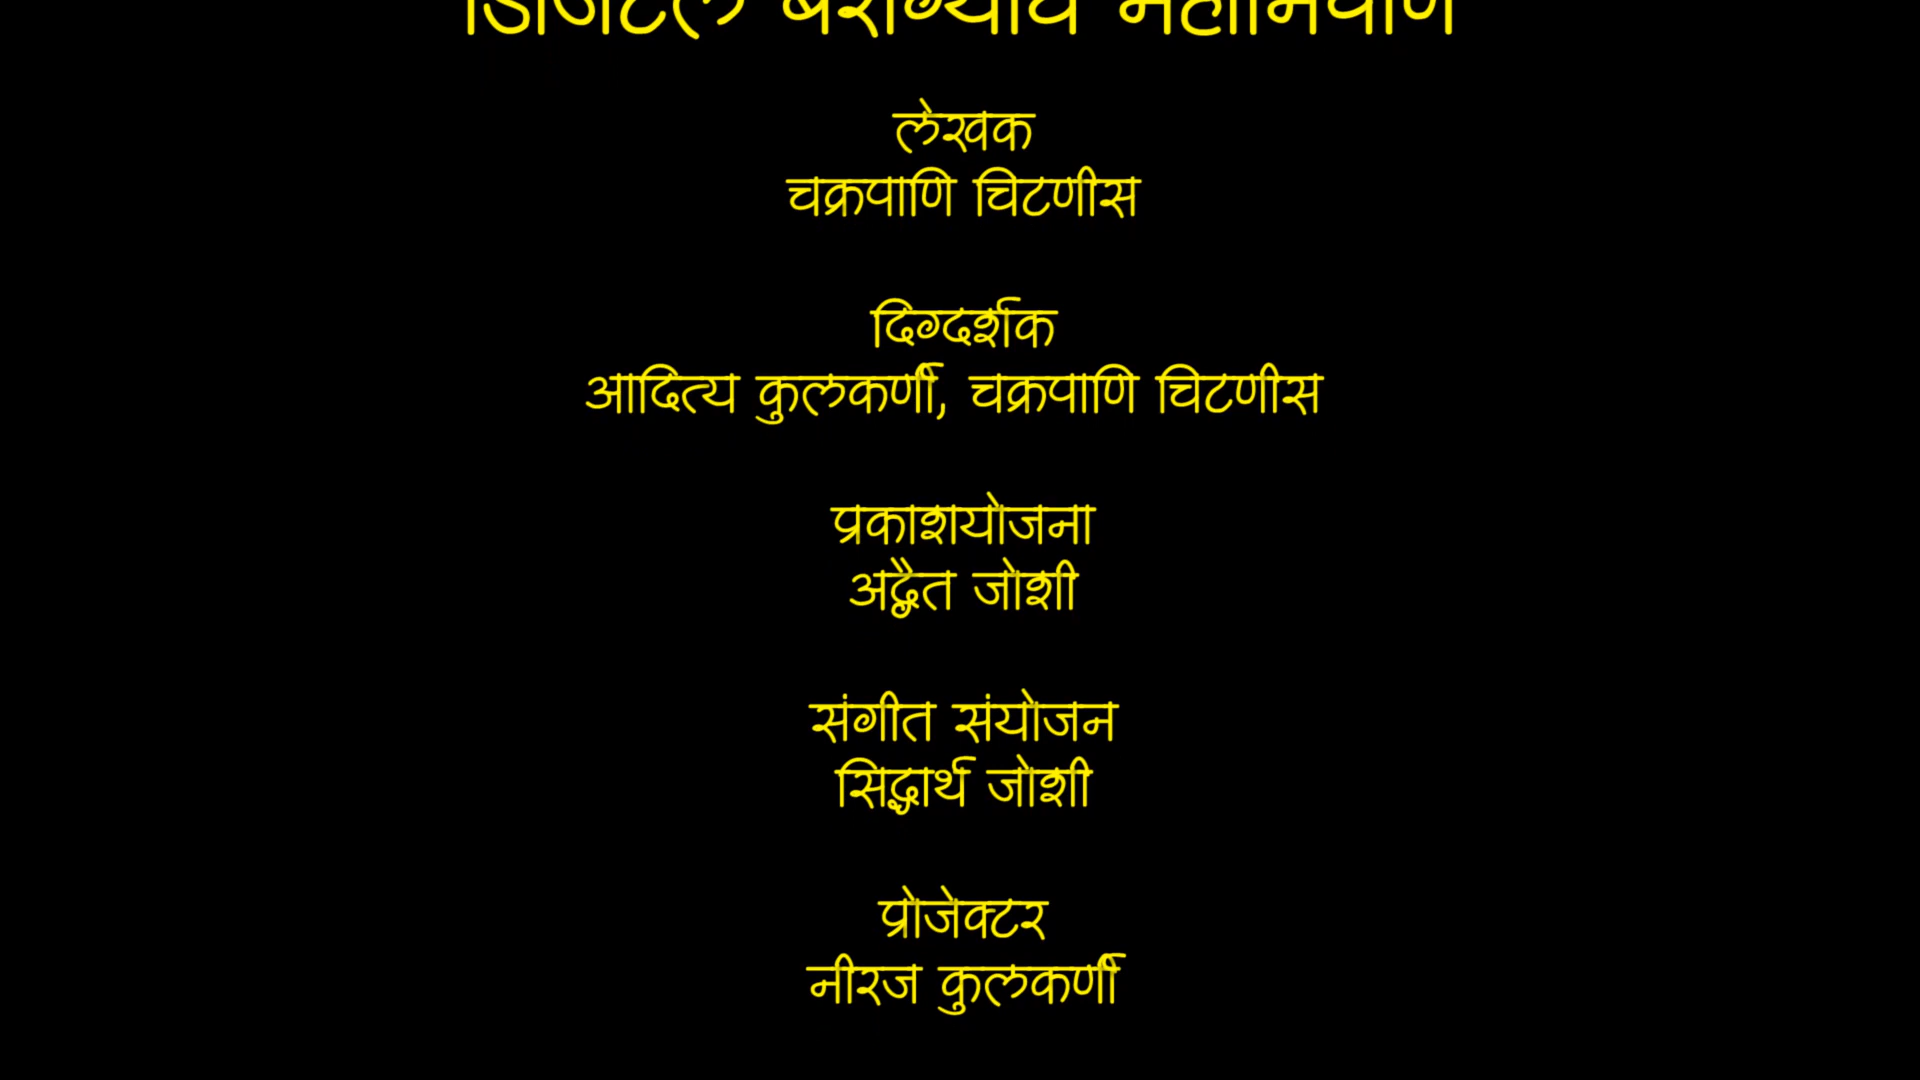 लेखक
चक्रपाणि चिटणीस
दिग्दर्शक
आदित्य कुलकर्णी, चक्रपाणि चिटणीस
प्रकाशयोजना
अद्वैत जोशी
संगीत संयोजन
सिद्धार्थ जोशी
प्रोजेक्टर
नीरज कुलकर्णी